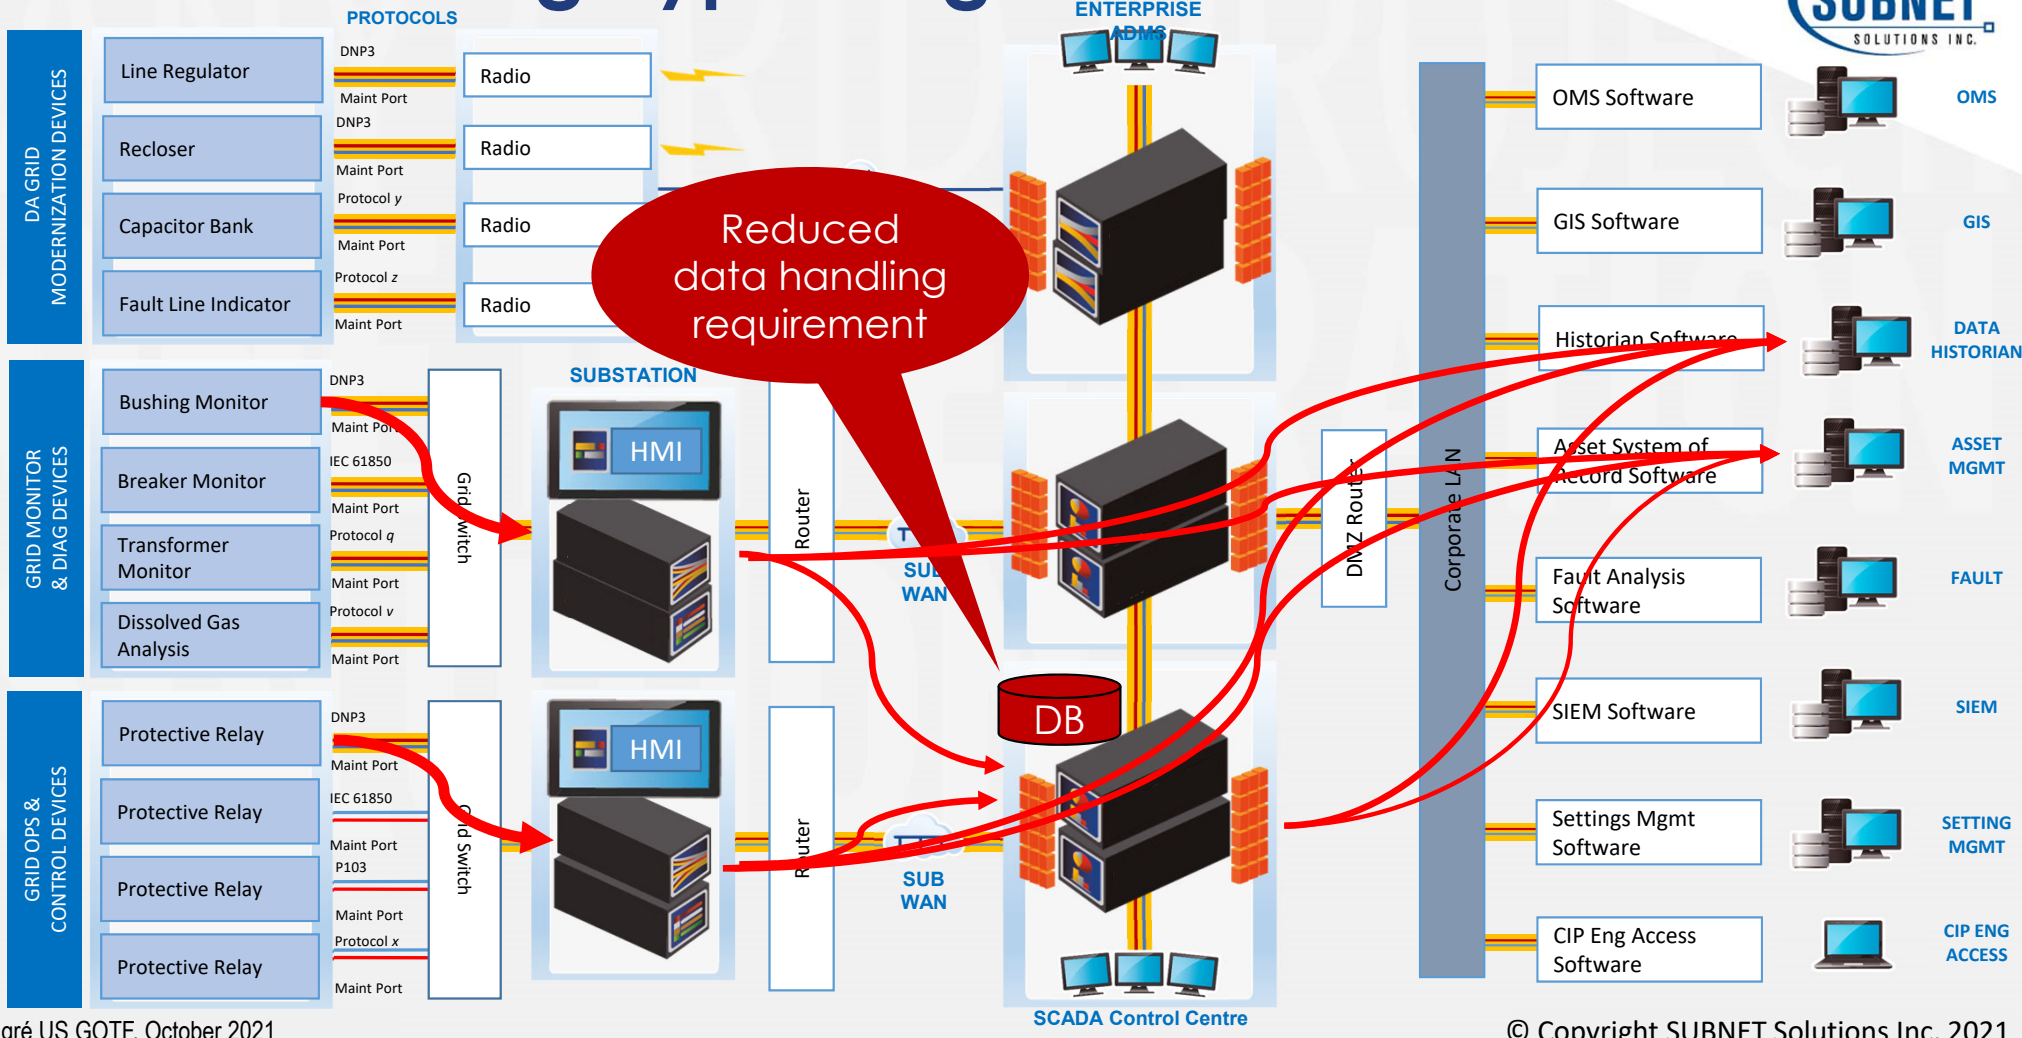 PROTOCOLS
ENTERPRISE
ADMS
SUBNET
SOLUTIONS INC.
DA GRID
MODERNIZATION DEVICES
Line Regulator
DNP3
Maint Port
Radio
Recloser
DNP3
Maint Port
Radio
Capacitor Bank
Protocol y
Maint Port
Radio
Fault Line Indicator
Protocol z
Maint Port
Radio
Reduced
data handling
requirement
GRID MONITOR
& DIAG DEVICES
Bushing Monitor
DNP3
Maint Port
Breaker Monitor
IEC 61850
Maint Port
Transformer
Monitor
Protocol q
Maint Port
Dissolved Gas
Analysis
Protocol v
Maint Port
Grid Switch
SUBSTATION
HMI
Router
SUB
WAN
GRID OPS &
CONTROL DEVICES
Protective Relay
DNP3
Maint Port
Protective Relay
IEC 61850
Maint Port
Protective Relay
P103
Maint Port
Protective Relay
Protocol x
Maint Port
Grid Switch
HMI
Router
SUB
WAN
DB
SCADA Control Centre
DMZ Router
Corporate LAN
OMS Software
OMS
GIS Software
GIS
Historian Software
DATA
HISTORIAN
Asset System of
Record Software
ASSET
MGMT
Fault Analysis
Software
FAULT
SIEM Software
SIEM
Settings Mgmt
Software
SETTING
MGMT
CIP Eng Access
Software
CIP ENG
ACCESS
gré US GOTF, October 2021
© Copyright SUBNET Solutions Inc. 2021